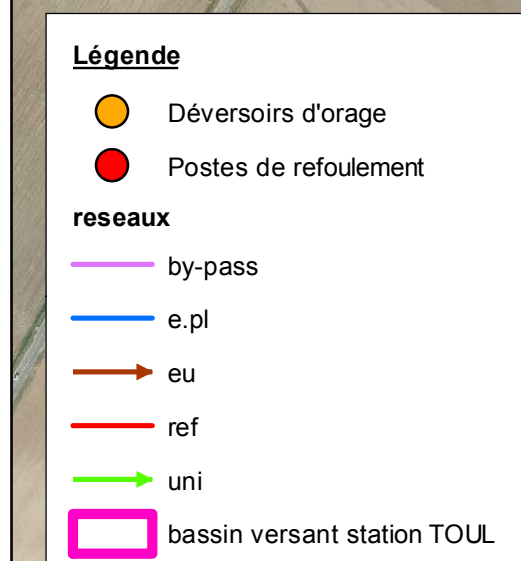 Légende
Déversoirs d'orage
Postes de refoulement
reseaux
by-pass
e.pl
eu
ref
uni
bassin versant station TOUL